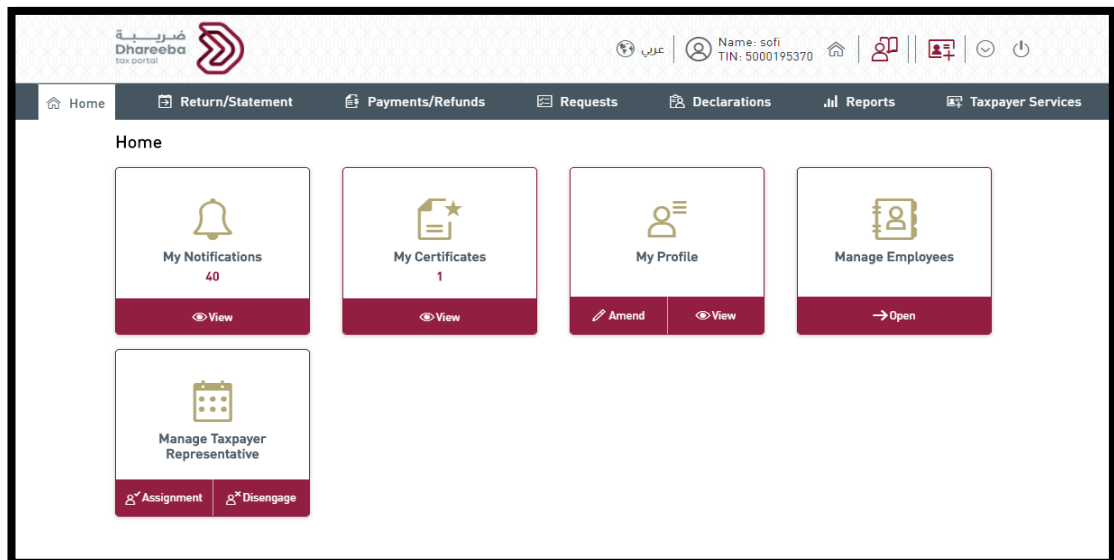 ضريبة
Dhareeba
tax portal
عربي
Name: sofi
TIN: 5000195370
Home
Return/Statement
Payments/Refunds
Requests
Declarations
Reports
Taxpayer Services
Home
My Notifications
40
View
My Certificates
1
View
My Profile
Amend
View
Manage Employees
Open
Manage Taxpayer
Representative
Assignment
Disengage